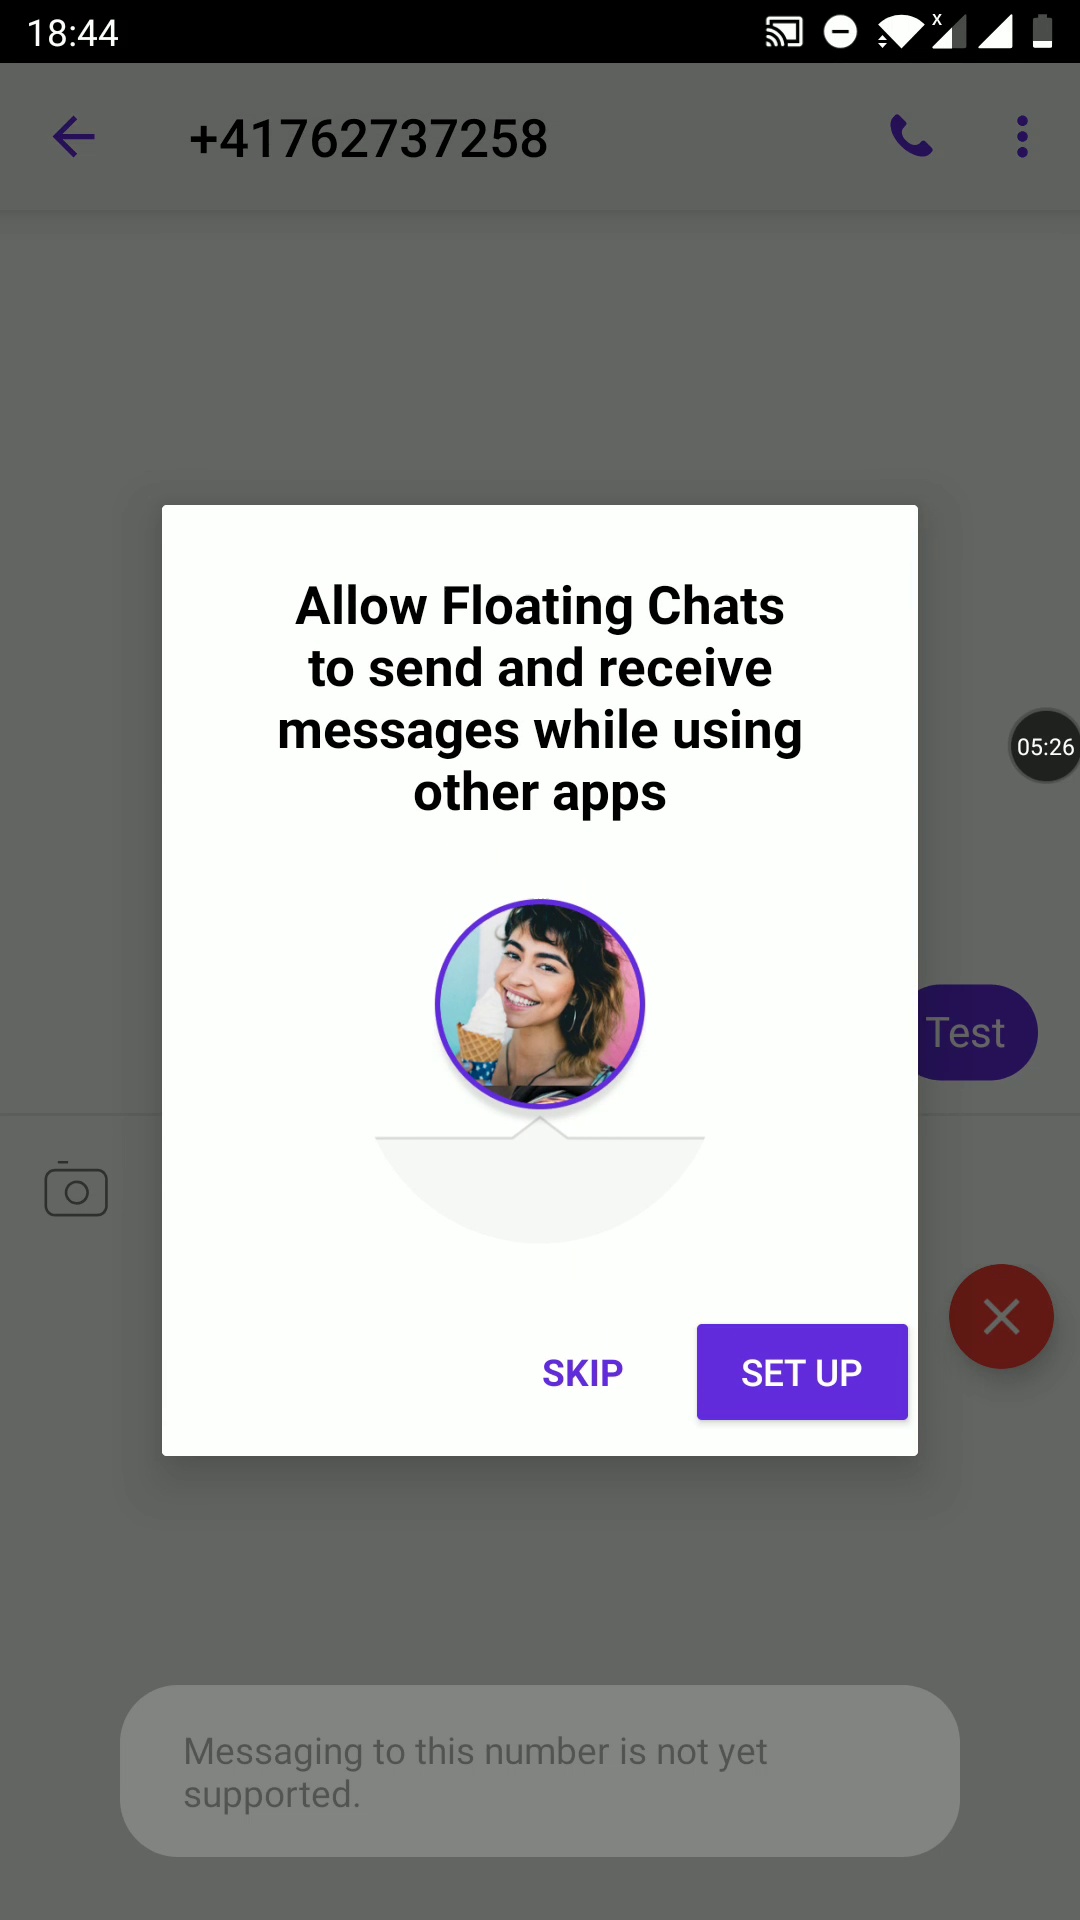 18:44
x
+41762737258
Allow Floating Chats
to send and receive
messages while using
other apps
05:26
Test
SKIP
SET UP
Messaging to this number is not yet
supported.